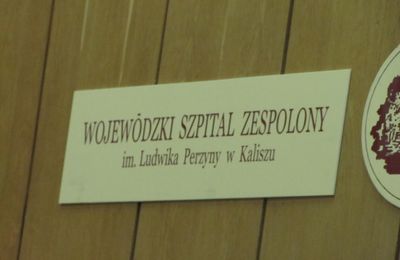 WOJEWÓDZKI SZPITAL ZESPOLONY
im. Ludwika Perzyny w Kaliszu